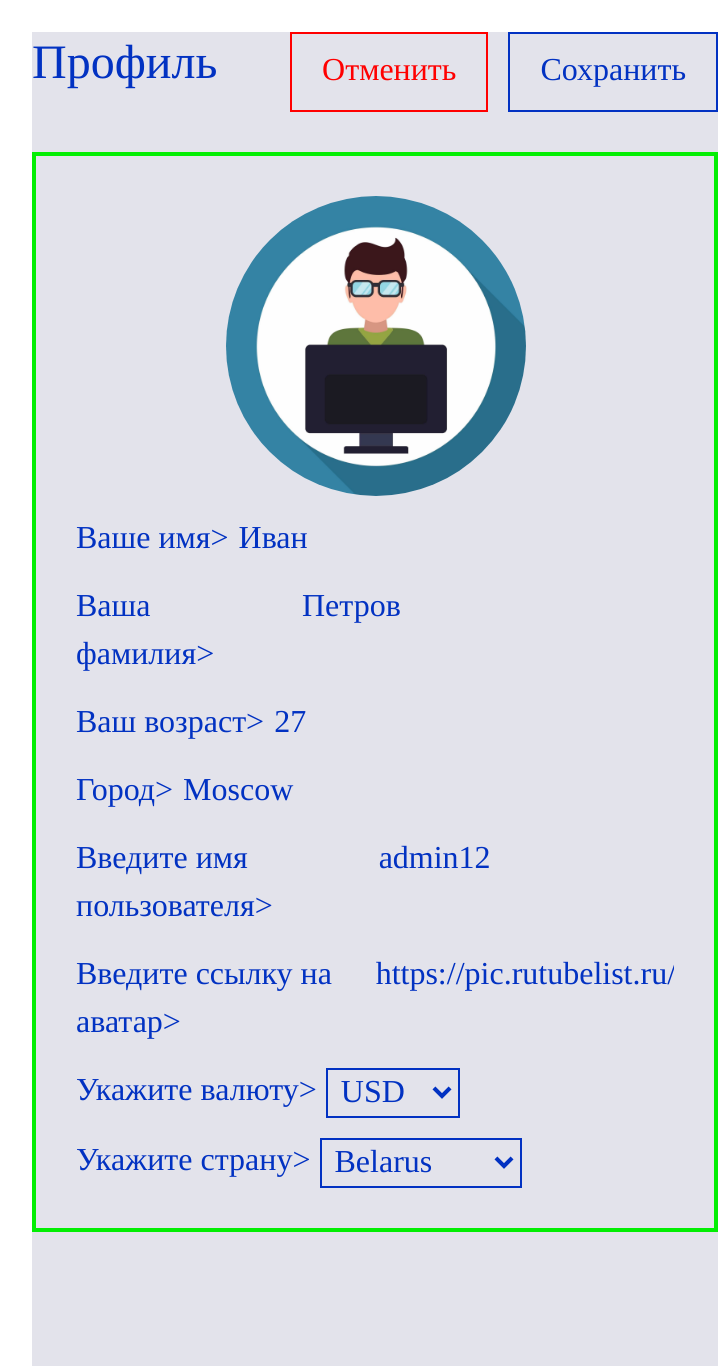 Профиль Отменить Сохранить
Ваше имя> Иван
Ваша Петров
фамилия>
Ваш возраст> 27
Город> Moscow
Введите имя admin12
пользователя>
Введите ссылку на https://pic.rutubelist.ru/
аватар>
Укажите валюту> USD
Укажите страну> Belarus